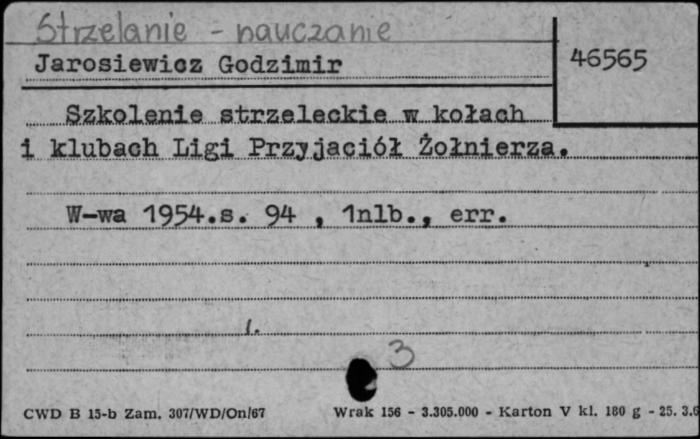 Strzelanie - nauczanie
Jarosiewicz Godzimir
46565
Szkolenie strzeleckie w kołach
i klubach Ligi Przyjaciół Żołnierza.
W-wa 1954.s. 94 , 1nlb., err.
1.
3
CWD B 15-b Zam. 307/WD/On/67 Wrak 156 - 3.305.000 - Karton V kl. 180 g - 25. 3.6